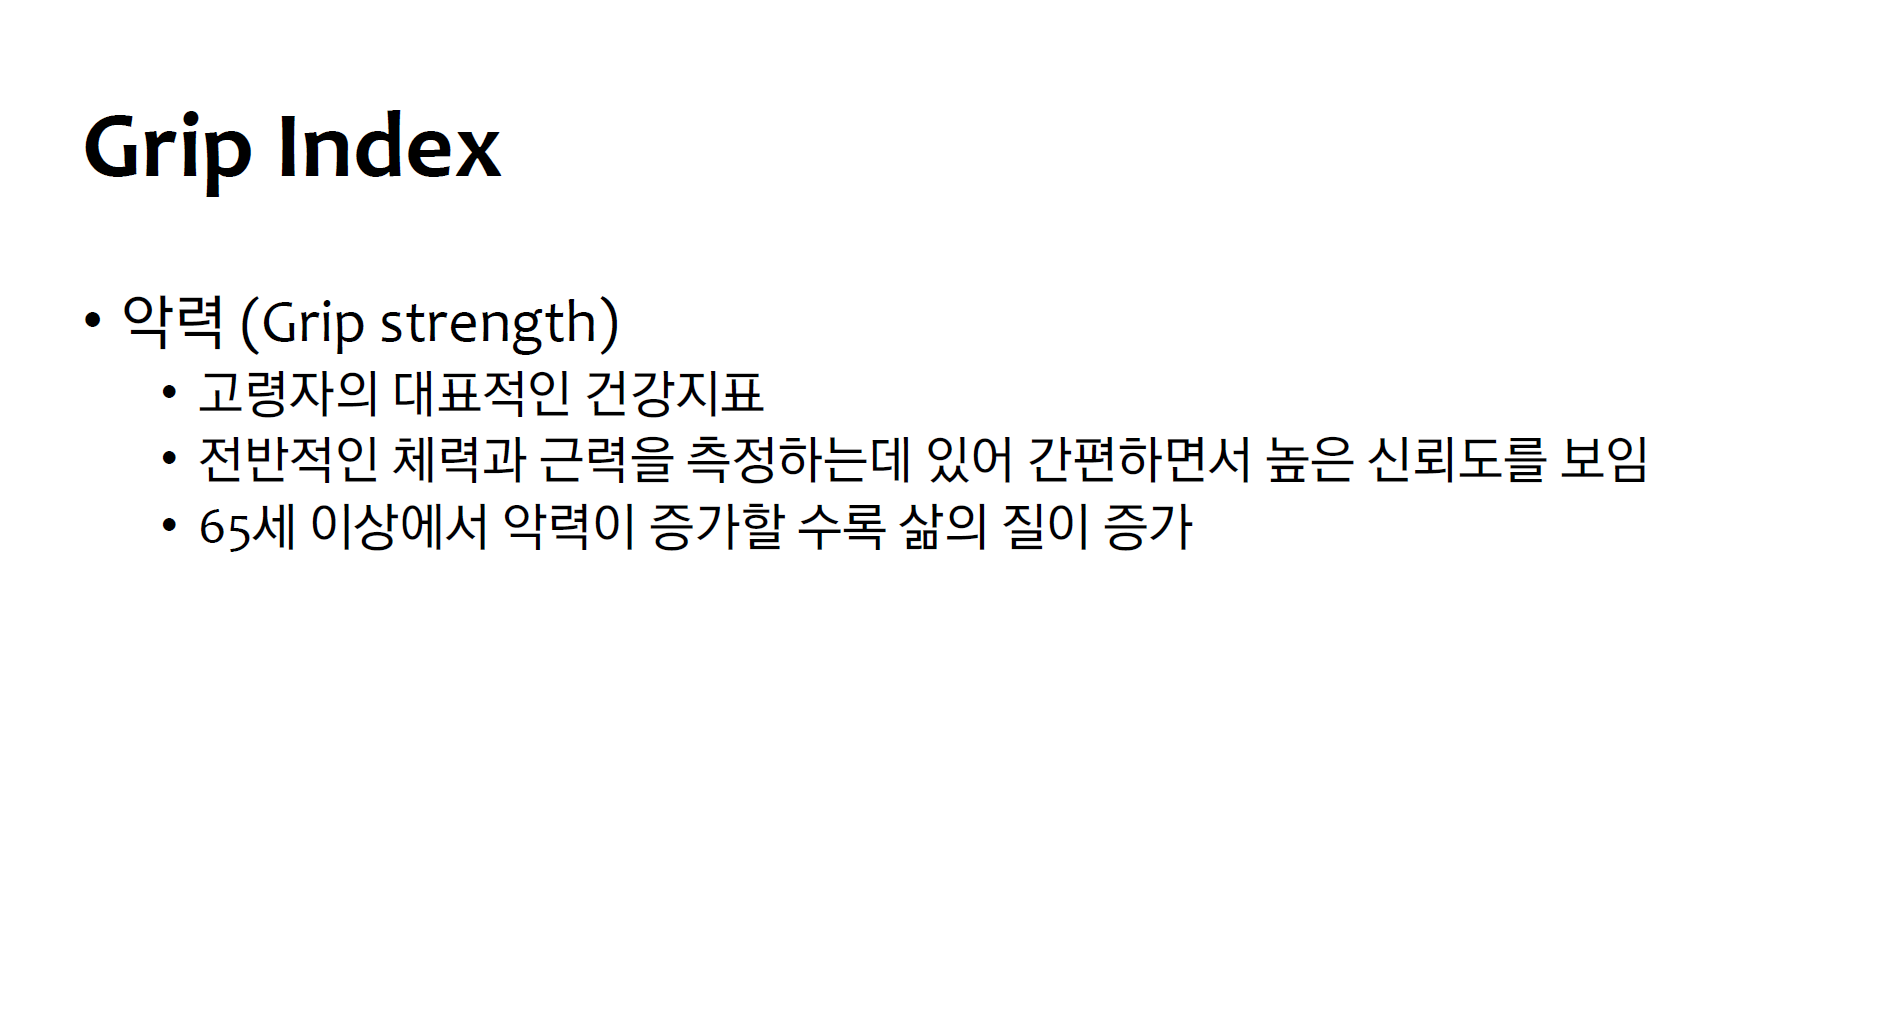 Grip Index
• 악력 (Grip strength)
• 고령자의 대표적인 건강지표
• 전반적인 체력과 근력을 측정하는데 있어 간편하면서 높은 신뢰도를 보임
• 65세 이상에서 악력이 증가할 수록 삶의 질이 증가